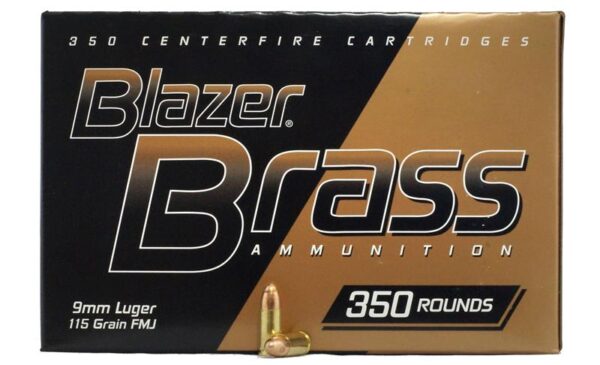 350 CENTERFIRE CARTRIDGES
Blazer®
Brass
AMMUNITION
9mm Luger
115 Grain FMJ
350 ROUNDS